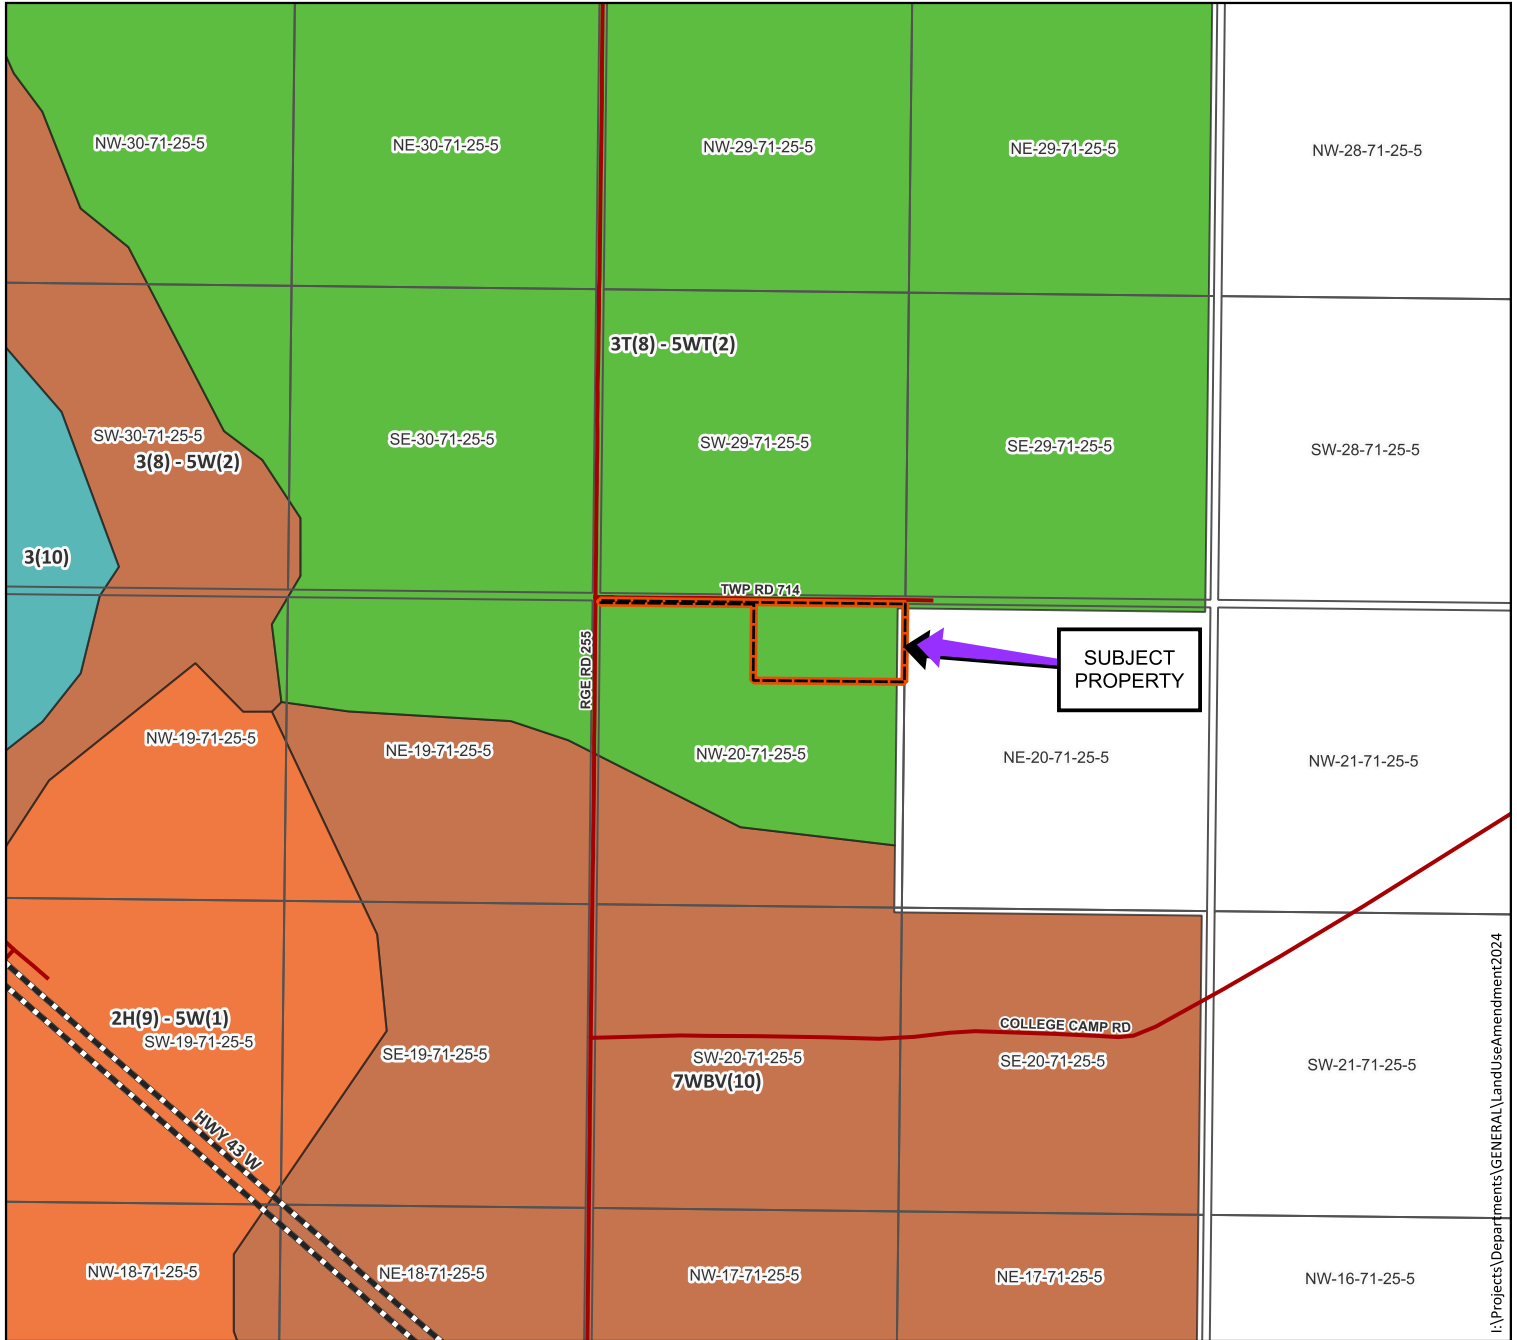 NW-30-71-25-5
NE-30-71-25-5
NW-29-71-25-5
NE-29-71-25-5
NW-28-71-25-5
3T(8) - 5WT(2)
SW-30-71-25-5
3(8) - 5W(2)
SE-30-71-25-5
SW-29-71-25-5
SE-29-71-25-5
SW-28-71-25-5
3(10)
TWP RD 714
RGE RD 255
SUBJECT
PROPERTY
NW-19-71-25-5
NE-19-71-25-5
NW-20-71-25-5
NE-20-71-25-5
NW-21-71-25-5
2H(9) - 5W(1)
SW-19-71-25-5
SE-19-71-25-5
COLLEGE CAMP RD
SW-20-71-25-5
7WBV(10)
SE-20-71-25-5
SW-21-71-25-5
HWY 43 W
NW-18-71-25-5
NE-18-71-25-5
NW-17-71-25-5
NE-17-71-25-5
NW-16-71-25-5
I:\Projects\Departments\GENERAL\LandUseAmendment2024